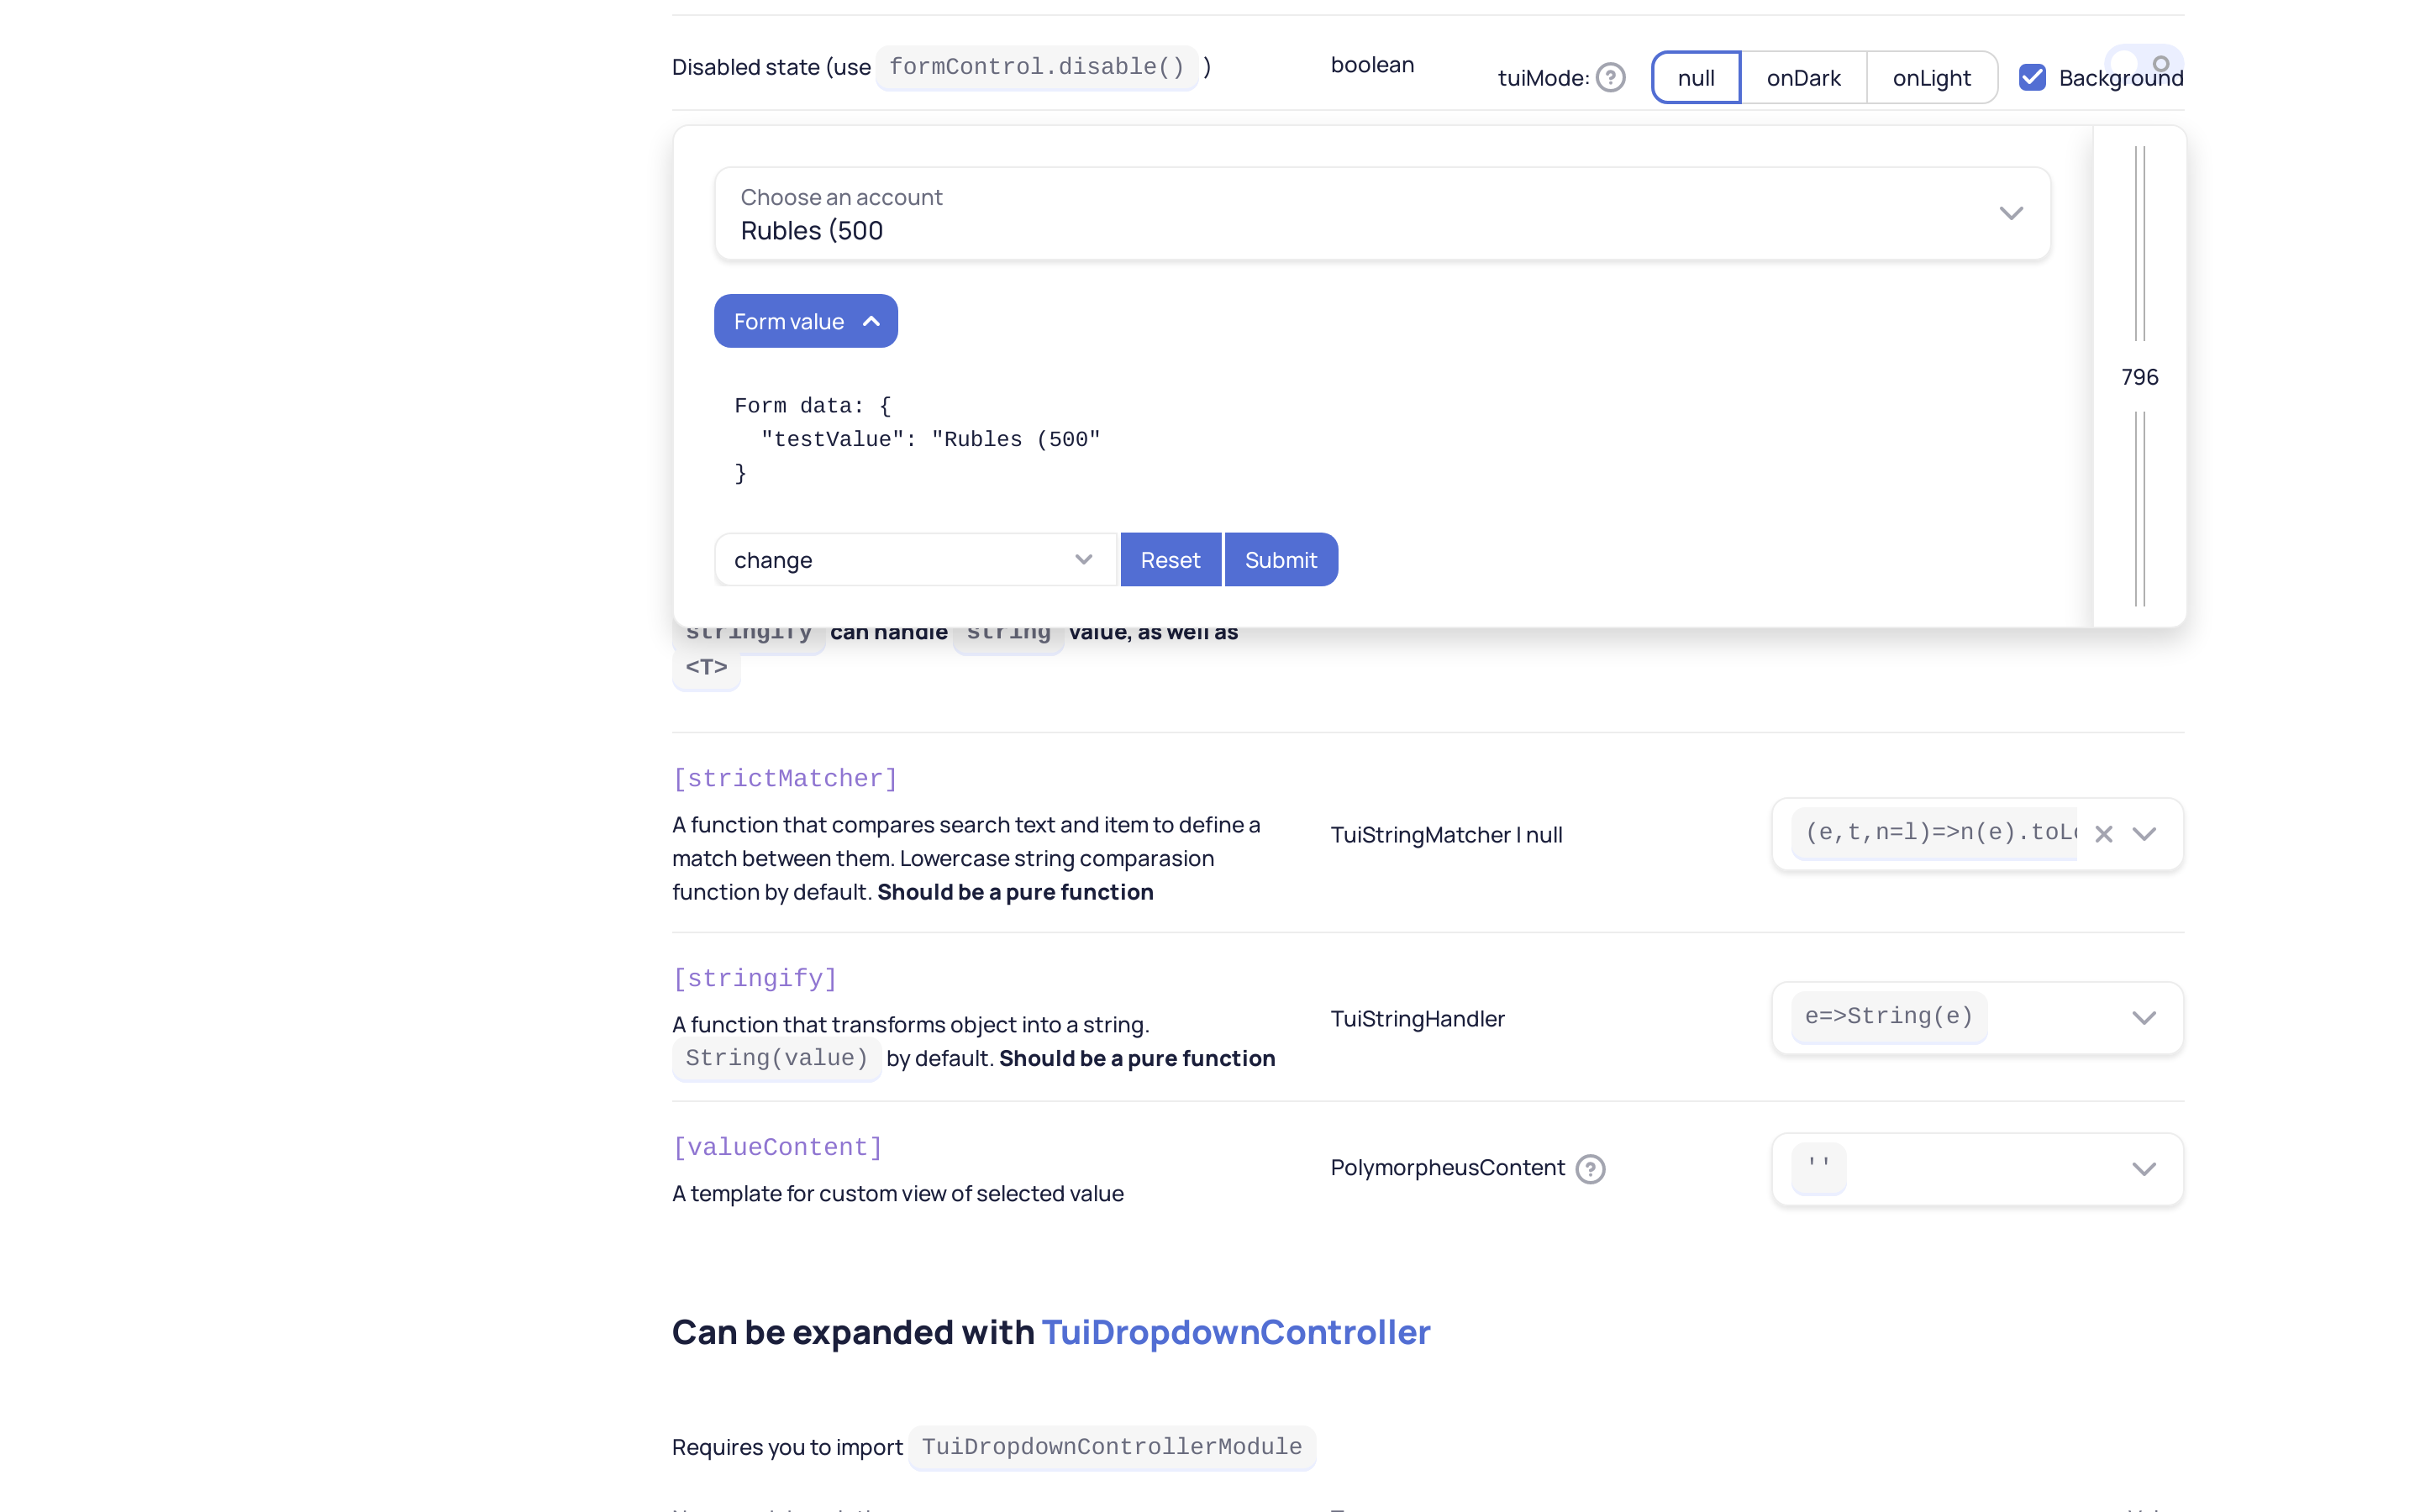 Disabled state (use formControl.disable() ) boolean
tuiMode: ? null onDark onLight Background
Choose an account
Rubles (500
Form value
796
Form data: {
"testValue": "Rubles (500"
}
change Reset Submit
stringify can handle string value, as well as
<T>
[strictMatcher]
A function that compares search text and item to define a
match between them. Lowercase string comparasion
function by default. Should be a pure function
TuiStringMatcher | null
(e,t,n=l)=>n(e).toLo
[stringify]
A function that transforms object into a string.
String(value) by default. Should be a pure function
TuiStringHandler
e=>String(e)
[valueContent]
A template for custom view of selected value
PolymorpheusContent ?
''
Can be expanded with TuiDropdownController
Requires you to import TuiDropdownControllerModule